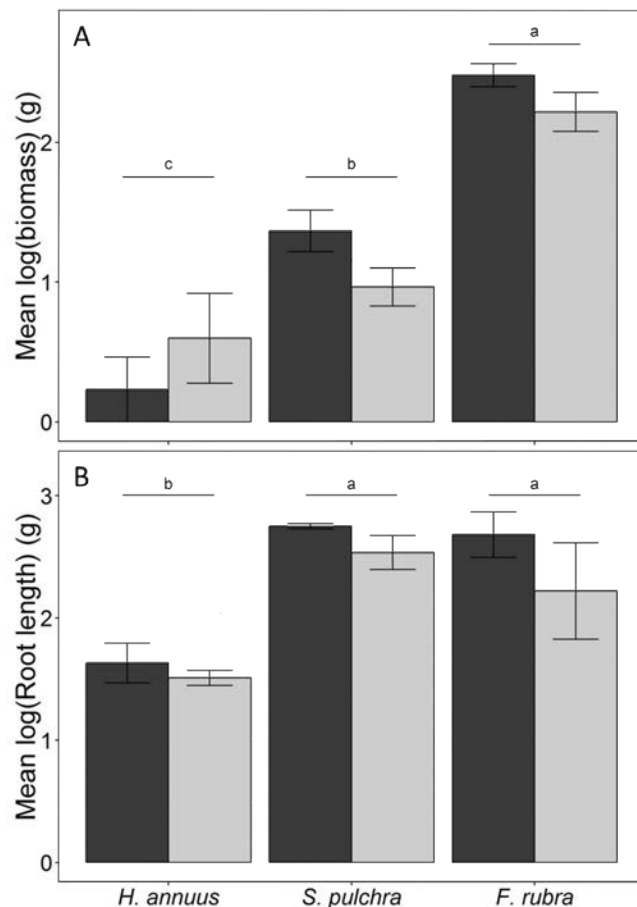 A
Mean log(biomass) (g)
2
1
0
c
b
a
B
Mean log(Root length) (g)
3
2
1
0
b
a
a
H. annuus
S. pulchra
F. rubra